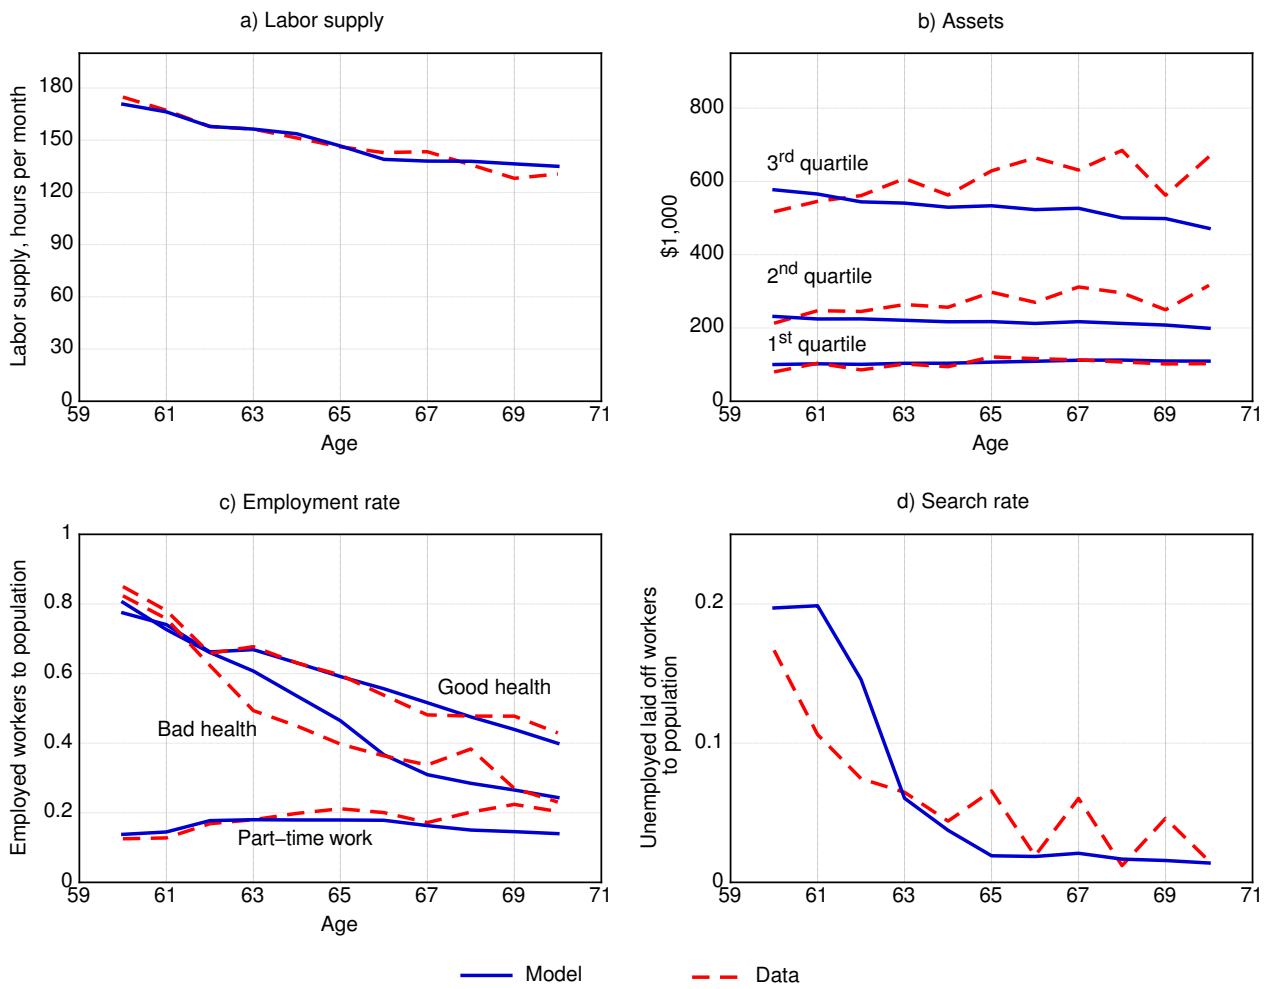 a) Labor supply
Labor supply, hours per month
180
150
120
90
60
30
0
59 61 63 65 67 69 71
Age
b) Assets
$1,000
800
600
400
200
0
3rd quartile
2nd quartile
1st quartile
59 61 63 65 67 69 71
Age
c) Employment rate
Employed workers to population
1
0.8
0.6
0.4
0.2
0
Good health
Bad health
Part–time work
59 61 63 65 67 69 71
Age
d) Search rate
Unemployed laid off workers
to population
0.2
0.1
0
59 61 63 65 67 69 71
Model
Data